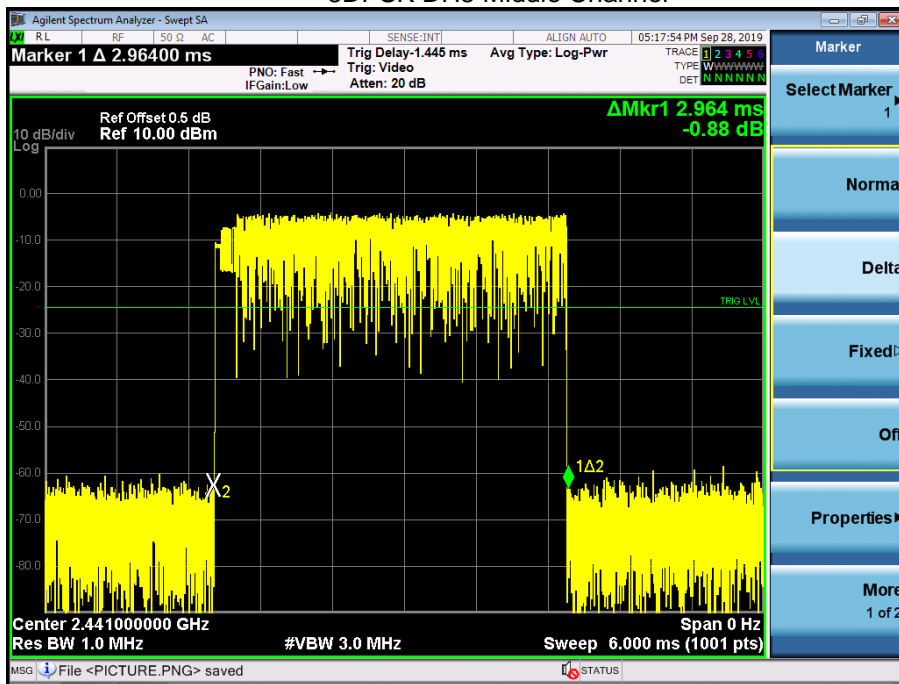 Agilent Spectrum Analyzer - Swept SA
LXI RL RF 50 Ω AC SENSE:INT ALIGN AUTO 05:17:54 PM Sep 28, 2019
Marker 1 Δ 2.96400 ms
PNO: Fast
IFGain:Low
Trig Delay-1.445 ms
Trig: Video
Atten: 20 dB
Avg Type: Log-Pwr
TRACE 1 2 3 4 5 6
TYPE WWWWWWW
DET N N N N N N
ΔMkr1 2.964 ms
-0.88 dB
Ref Offset 0.5 dB
10 dB/div Ref 10.00 dBm
Log
0.00
-10.0
-20.0
TRIG LVL
-30.0
-40.0
-50.0
-60.0
1Δ2
2
-70.0
-80.0
Center 2.441000000 GHz Span 0 Hz
Res BW 1.0 MHz #VBW 3.0 MHz Sweep 6.000 ms (1001 pts)
MSG File <PICTURE.PNG> saved STATUS
Marker
Select Marker
1
Norma
Delta
Fixed
Off
Properties
More
1 of 2